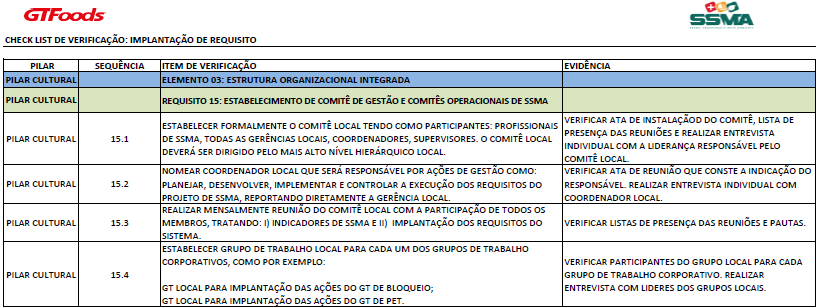 GTFoods
SSMA
CHECK LIST DE VERIFICAÇÃO: IMPLANTAÇÃO DE REQUISITO
PILAR SEQUÊNCIA ITEM DE VERIFICAÇÃO EVIDÊNCIA
PILAR CULTURAL ELEMENTO 03: ESTRUTURA ORGANIZACIONAL INTEGRADA
PILAR CULTURAL REQUISITO 15: ESTABELECIMENTO DE COMITÊ DE GESTÃO E COMITÊS OPERACIONAIS DE SSMA
PILAR CULTURAL 15.1
ESTABELECER FORMALMENTE O COMITÊ LOCAL TENDO COMO PARTICIPANTES: PROFISSIONAIS
DE SSMA, TODAS AS GERÊNCIAS LOCAIS, COORDENADORES, SUPERVISORES. O COMITÊ LOCAL
DEVERÁ SER DIRIGIDO PELO MAIS ALTO NÍVEL HIERÁRQUICO LOCAL.
VERIFICAR ATA DE INSTALAÇÃOD DO COMITÊ, LISTA DE
PRESENÇA DAS REUNIÕES E REALIZAR ENTREVISTA
INDIVIDUAL COM A LIDERANÇA RESPONSÁVEL PELO
COMITÊ LOCAL.
PILAR CULTURAL 15.2
NOMEAR COORDENADOR LOCAL QUE SERÁ RESPONSÁVEL POR AÇÕES DE GESTÃO COMO:
PLANEJAR, DESENVOLVER, IMPLEMENTAR E CONTROLAR A EXECUÇÃO DOS REQUISITOS DO
PROJETO DE SSMA, REPORTANDO DIRETAMENTE A GERÊNCIA LOCAL.
VERIFICAR ATA DE REUNIÃO QUE CONSTE A INDICAÇÃO DO
RESPONSÁVEL. REALIZAR ENTREVISTA INDIVIDUAL COM
COORDENADOR LOCAL.
PILAR CULTURAL 15.3
REALIZAR MENSALMENTE REUNIÃO DO COMITÊ LOCAL COM A PARTICIPAÇÃO DE TODOS OS
MEMBROS, TRATANDO: I) INDICADORES DE SSMA E II) IMPLANTAÇÃO DOS REQUISITOS DO
SISTEMA.
VERIFICAR LISTAS DE PRESENÇA DAS REUNIÕES E PAUTAS.
PILAR CULTURAL 15.4
ESTABELECER GRUPO DE TRABALHO LOCAL PARA CADA UM DOS GRUPOS DE TRABALHO
CORPORATIVOS, COMO POR EXEMPLO:
GT LOCAL PARA IMPLANTAÇÃO DAS AÇÕES DO GT DE BLOQUEIO;
GT LOCAL PARA IMPLANTAÇÃO DAS AÇÕES DO GT DE PET.
VERIFICAR PARTICIPANTES DO GRUPO LOCAL PARA CADA
GRUPO DE TRABALHO CORPORATIVO. REALIZAR
ENTREVISTA COM LIDERES DOS GRUPOS LOCAIS.